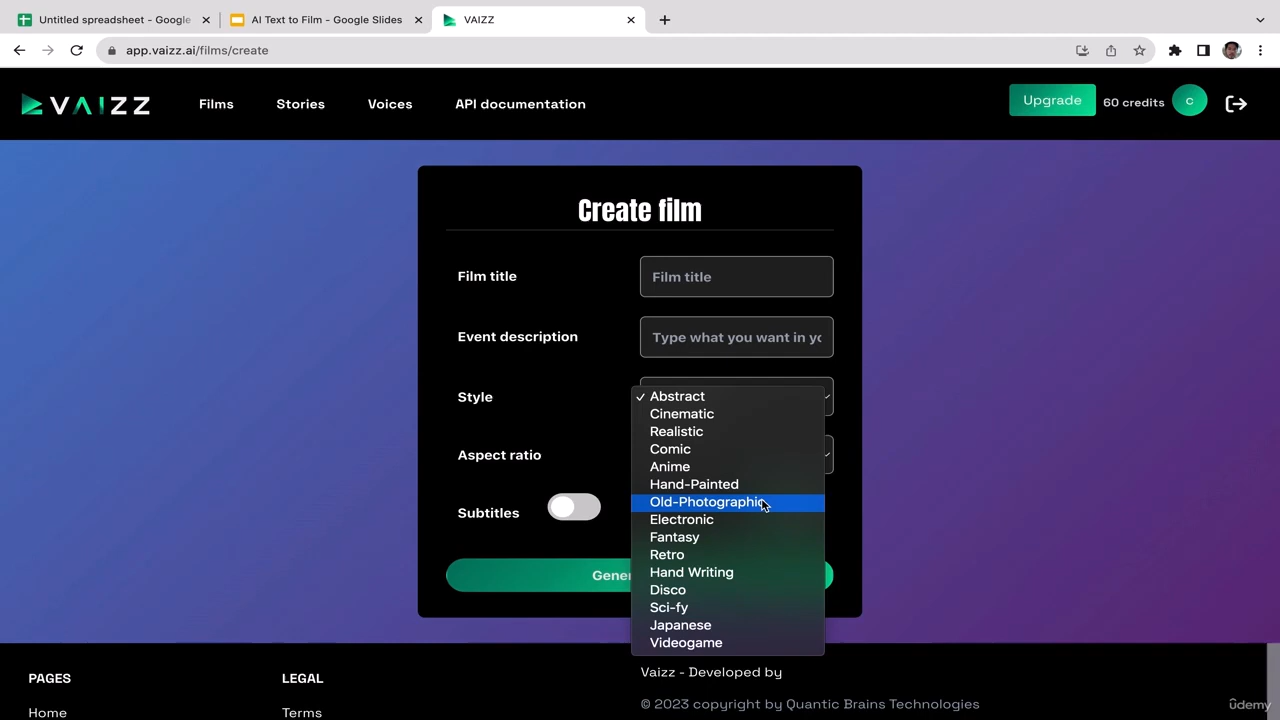 Untitled spreadsheet - Google
AI Text to Film - Google Slides
VAIZZ
app.vaizz.ai/films/create
VAIZZ
Films
Stories
Voices
API documentation
Upgrade
60 credits
C
Create film
Film title
Film title
Event description
Type what you want in yo
Style
✓ Abstract
Cinematic
Realistic
Comic
Anime
Hand-Painted
Old-Photographic
Electronic
Fantasy
Retro
Hand Writing
Disco
Sci-fy
Japanese
Videogame
Aspect ratio
Subtitles
Gener
PAGES
LEGAL
Vaizz - Developed by
Home
Terms
© 2023 copyright by Quantic Brains Technologies
ûdemy